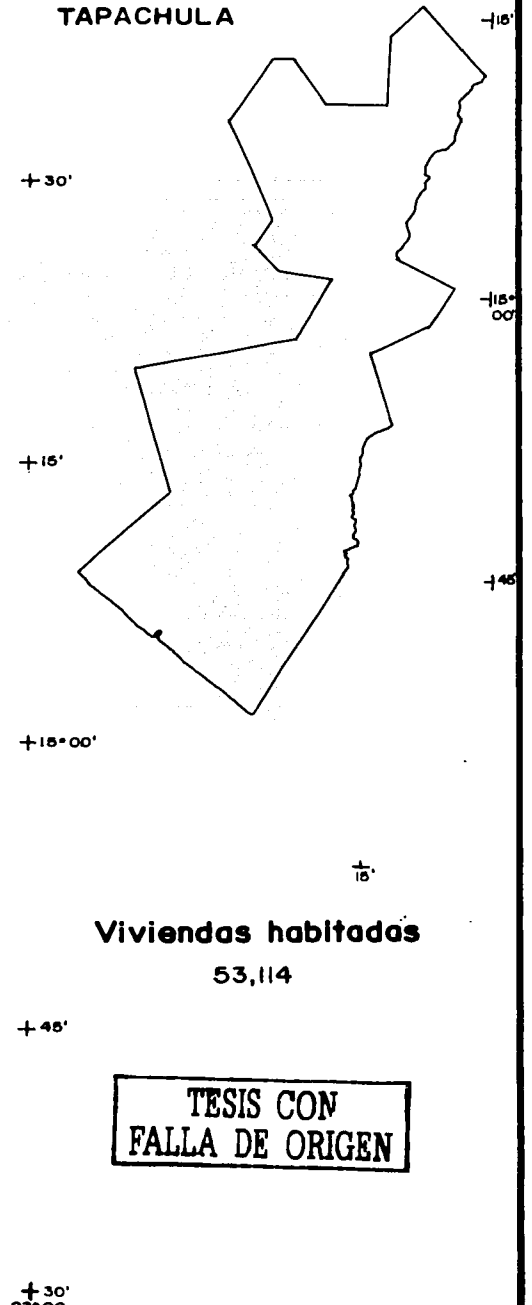 TAPACHULA
15'
30'
15°
00'
15'
45'
15°00'
15'
Viviendas habitadas
53,114
45'
TESIS CON
FALLA DE ORIGEN
30'